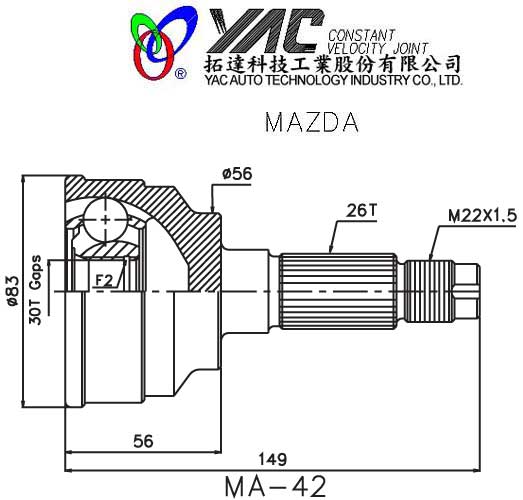 YAC CONSTANT
VELOCITY JOINT
®
拓達科技工業股份有限公司
YAC AUTO TECHNOLOGY INDUSTRY CO., LTD.
MAZDA
ø56
26T
M22X1.5
ø83
30T Gaps
F2
56
149
MA-42